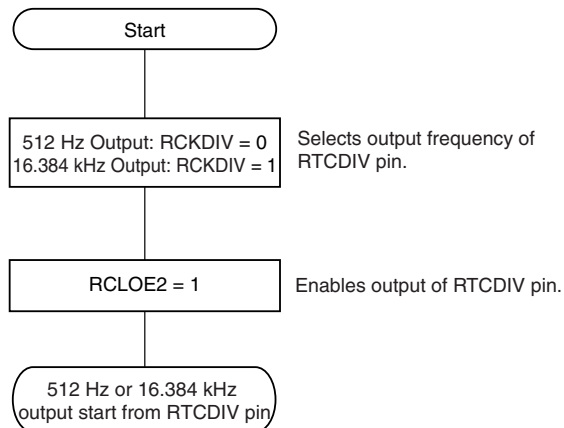 Start
512 Hz Output: RCKDIV = 0
16.384 kHz Output: RCKDIV = 1
Selects output frequency of
RTCDIV pin.
RCLOE2 = 1
Enables output of RTCDIV pin.
512 Hz or 16.384 kHz
output start from RTCDIV pin